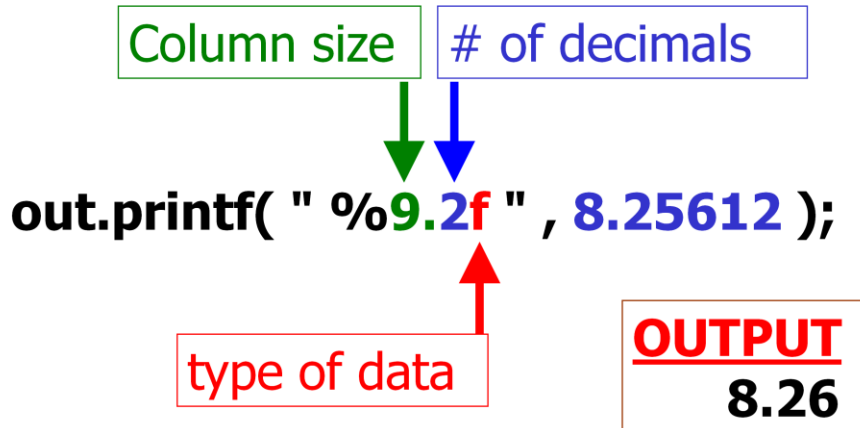 Column size
# of decimals
out.printf( " %9.2f " , 8.25612 );
type of data
OUTPUT
8.26